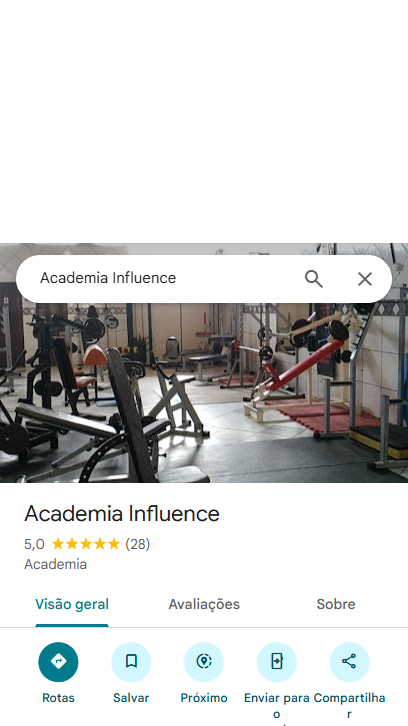 Academia Influence
Academia Influence
5,0 (28)
Academia
Visão geral Avaliações Sobre
Rotas Salvar Próximo Enviar para o Compartilhar